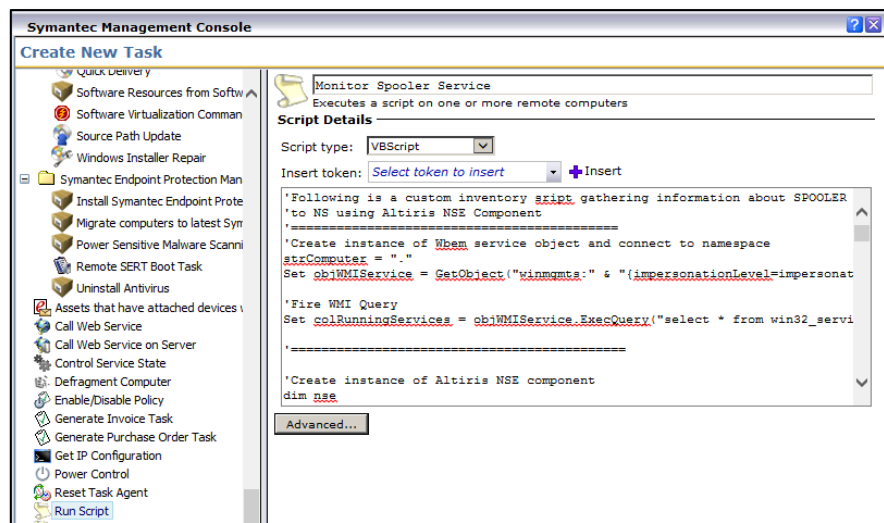 Symantec Management Console
Create New Task
Quick Delivery
Software Resources from Softw
Software Virtualization Comman
Source Path Update
Windows Installer Repair
Symantec Endpoint Protection Man
Install Symantec Endpoint Prote
Migrate computers to latest Sym
Power Sensitive Malware Scanni
Remote SERT Boot Task
Uninstall Antivirus
Assets that have attached devices
Call Web Service
Call Web Service on Server
Control Service State
Defragment Computer
Enable/Disable Policy
Generate Invoice Task
Generate Purchase Order Task
Get IP Configuration
Power Control
Reset Task Agent
Run Script
Monitor Spooler Service
Executes a script on one or more remote computers
Script Details
Script type: VBScript
Insert token: Select token to insert Insert
'Following is a custom inventory sript gathering information about SPOOLER
'to NS using Altiris NSE Component
'=========================================
'Create instance of Wbem service object and connect to namespace
strComputer = "."
Set objWMIService = GetObject("winmgmts:" & "{impersonationLevel=impersonat
'Fire WMI Query
Set colRunningServices = objWMIService.ExecQuery("select * from win32_servi
'==========================================
'Create instance of Altiris NSE component
dim nse
Advanced...